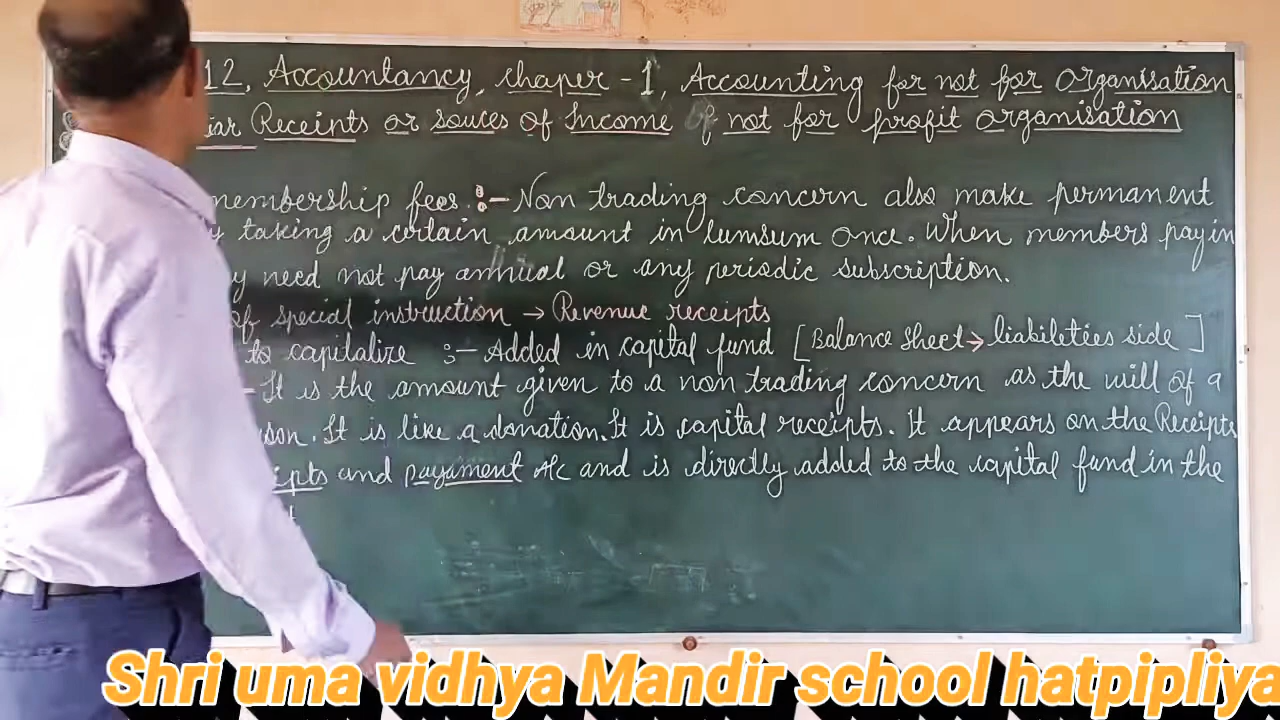 12, Accountancy, chaper - 1, Accounting for not for Organisation
Receints or souces of Income of not for profit organisation
membership fees :- Non trading concern also make permanent
taking a certain amount in lumsum once. When members pay in
need not pay annual or any periodic subscription.
of special instruction → Revenue receipts
to capitalize :- Added in capital fund [Balance Sheet → liabileties side]
- It is the amount given to a non trading concern as the will of a
son. It is like a donation. It is capital receipts. It appears on the Receipts
ipts and payament A/c and is directly added to the capital fund in the
Shri uma vidhya Mandir school hatpipliya